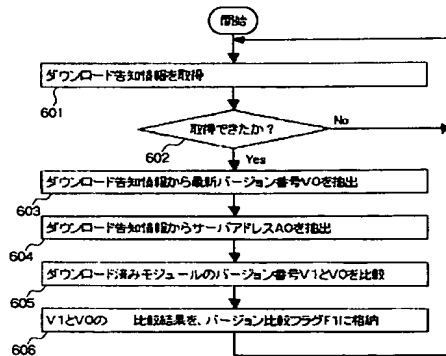 開始
ダウンロード告知情報を取得
601
取得できたか？
No
602
Yes
ダウンロード告知情報から最新バージョン番号V0を抽出
603
ダウンロード告知情報からサーバアドレスA0を抽出
604
ダウンロード済みモジュールのバージョン番号V1とV0を比較
605
V1とV0の 比較結果を、バージョン比較フラグF1に格納
606